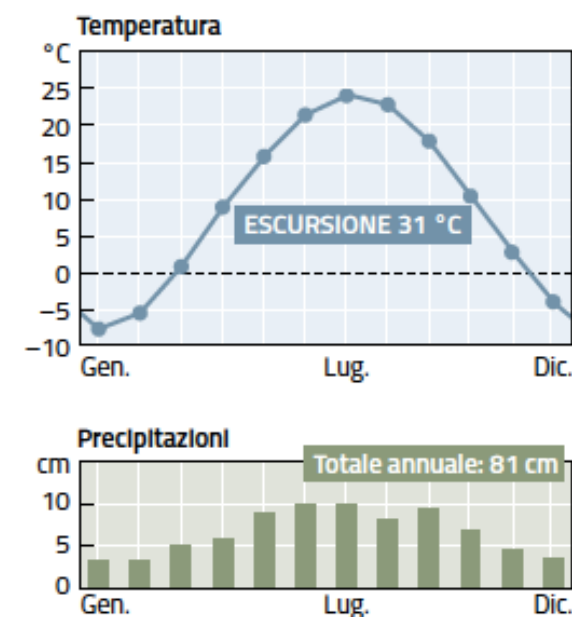 Temperatura
°C
25
20
15
10
ESCURSIONE 31 °C
5
0
−5
−10
Gen. Lug. Dic.
Precipitazioni
cm
Totale annuale: 81 cm
10
5
0
Gen. Lug. Dic.